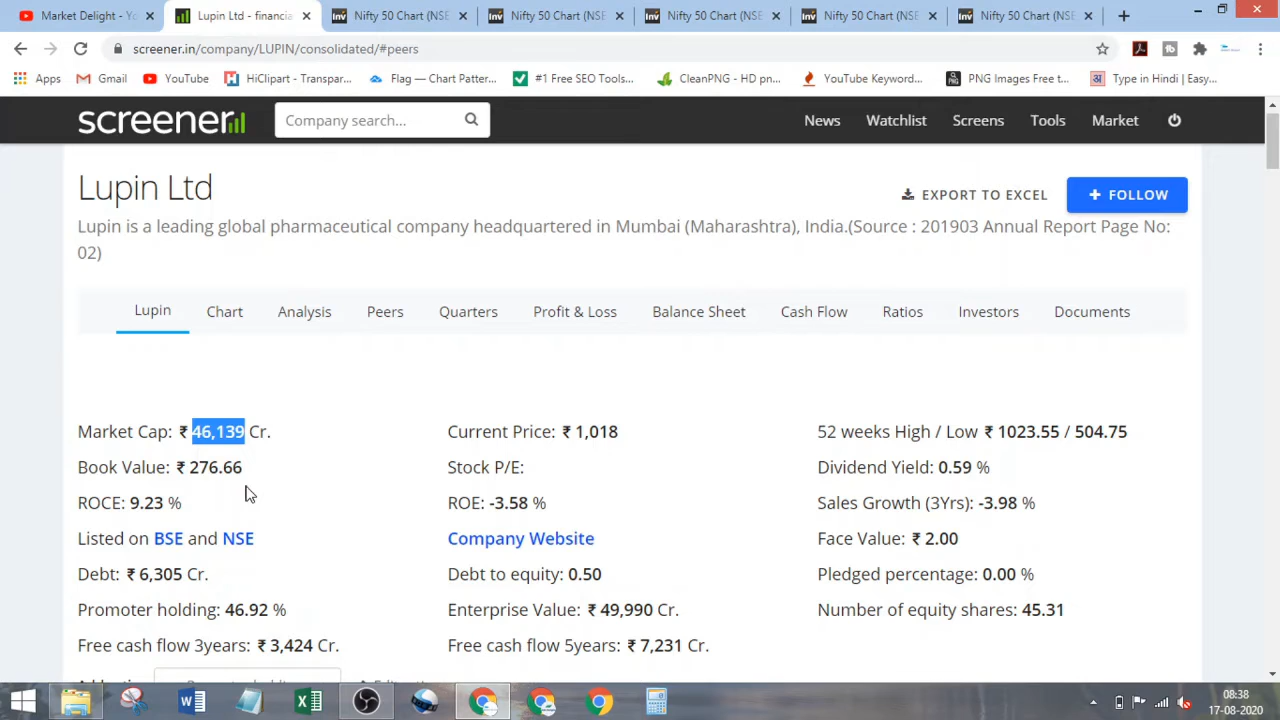 Market Delight - Yo
Lupin Ltd - financia
Nifty 50 Chart (NSE
Nifty 50 Chart (NSE
Nifty 50 Chart (NSE
Nifty 50 Chart (NSE
Nifty 50 Chart (NSE
screener.in/company/LUPIN/consolidated/#peers
Apps
Gmail
YouTube
HiClipart - Transpar...
Flag — Chart Patter...
#1 Free SEO Tools...
CleanPNG - HD pn...
YouTube Keyword...
PNG Images Free t...
Type in Hindi | Easy...
screener
Company search...
News
Watchlist
Screens
Tools
Market
Lupin Ltd
EXPORT TO EXCEL
+ FOLLOW
Lupin is a leading global pharmaceutical company headquartered in Mumbai (Maharashtra), India.(Source : 201903 Annual Report Page No:
02)
Lupin
Chart
Analysis
Peers
Quarters
Profit & Loss
Balance Sheet
Cash Flow
Ratios
Investors
Documents
Market Cap: ₹ 46,139 Cr.
Current Price: ₹ 1,018
52 weeks High / Low ₹ 1023.55 / 504.75
Book Value: ₹ 276.66
Stock P/E:
Dividend Yield: 0.59 %
ROCE: 9.23 %
ROE: -3.58 %
Sales Growth (3Yrs): -3.98 %
Listed on BSE and NSE
Company Website
Face Value: ₹ 2.00
Debt: ₹ 6,305 Cr.
Debt to equity: 0.50
Pledged percentage: 0.00 %
Promoter holding: 46.92 %
Enterprise Value: ₹ 49,990 Cr.
Number of equity shares: 45.31
Free cash flow 3years: ₹ 3,424 Cr.
Free cash flow 5years: ₹ 7,231 Cr.
08:38
17-08-2020